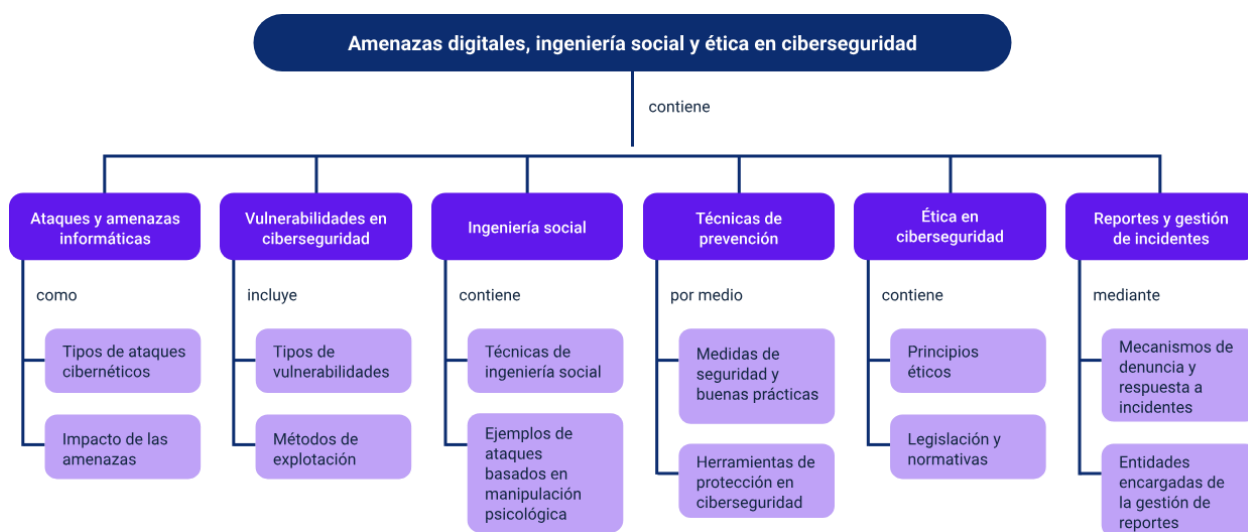 Amenazas digitales, ingeniería social y ética en ciberseguridad
contiene
Ataques y amenazas
informáticas
Vulnerabilidades en
ciberseguridad
Ingeniería social
Técnicas de
prevención
Ética en
ciberseguridad
Reportes y gestión
de incidentes
como
incluye
contiene
por medio
contiene
mediante
Tipos de ataques
cibernéticos
Impacto de las
amenazas
Tipos de
vulnerabilidades
Métodos de
explotación
Técnicas de
ingeniería social
Ejemplos de
ataques
basados en
manipulación
psicológica
Medidas de
seguridad y
buenas prácticas
Herramientas de
protección en
ciberseguridad
Principios
éticos
Legislación y
normativas
Mecanismos de
denuncia y
respuesta a
incidentes
Entidades
encargadas de
la gestión de
reportes